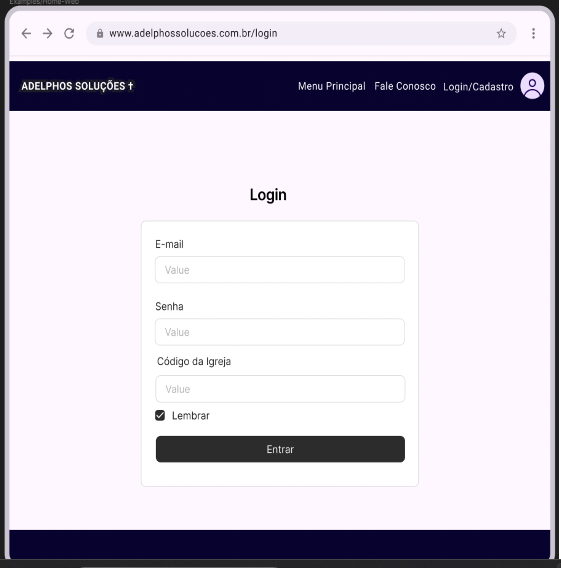 Examples/Home-Web
www.adelphossolucoes.com.br/login
ADELPHOS SOLUÇÕES ✝ Menu Principal Fale Conosco Login/Cadastro
Login
E-mail
Value
Senha
Value
Código da Igreja
Value
Lembrar
Entrar